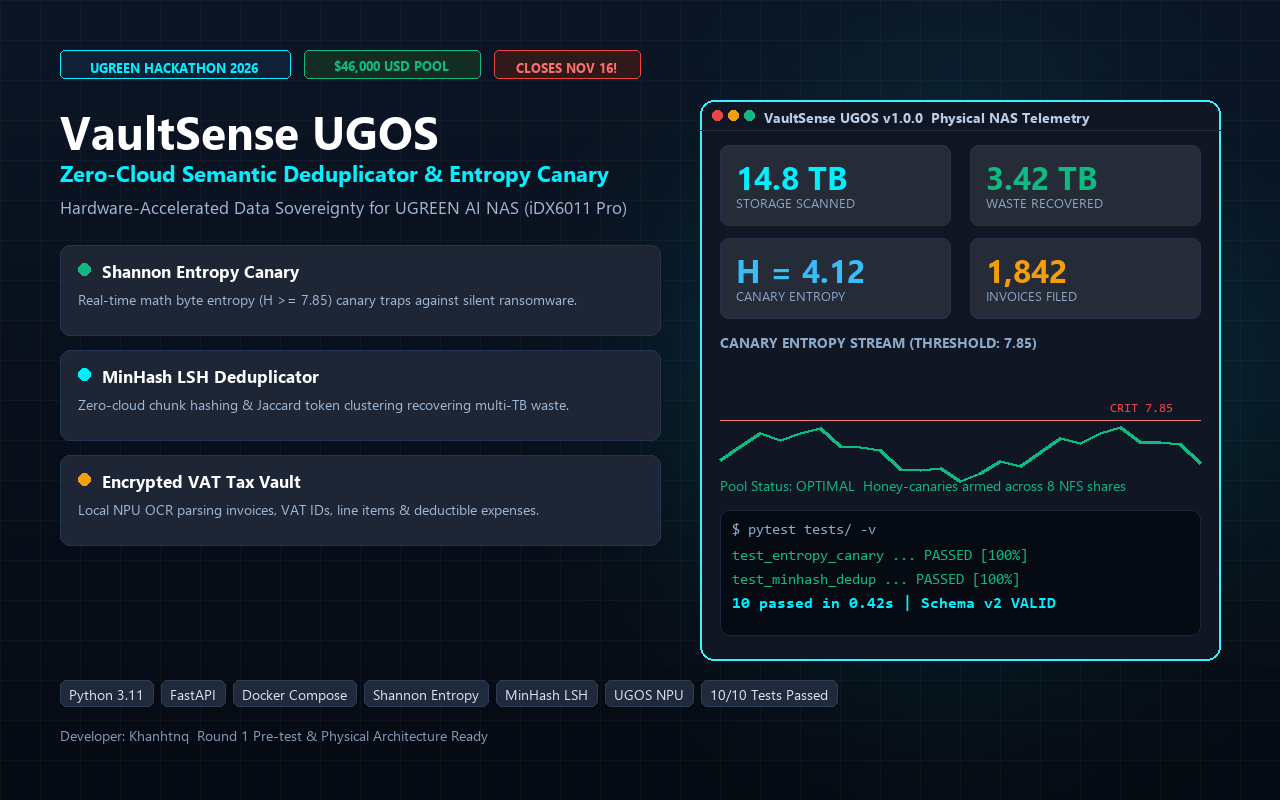 UGREEN HACKATHON 2026
$46,000 USD POOL
CLOSES NOV 16!
VaultSense UGOS
Zero-Cloud Semantic Deduplicator & Entropy Canary
Hardware-Accelerated Data Sovereignty for UGREEN AI NAS (iDX6011 Pro)
Shannon Entropy Canary
Real-time math byte entropy (H >= 7.85) canary traps against silent ransomware.
MinHash LSH Deduplicator
Zero-cloud chunk hashing & Jaccard token clustering recovering multi-TB waste.
Encrypted VAT Tax Vault
Local NPU OCR parsing invoices, VAT IDs, line items & deductible expenses.
VaultSense UGOS v1.0.0  Physical NAS Telemetry
14.8 TB
STORAGE SCANNED
3.42 TB
WASTE RECOVERED
H = 4.12
CANARY ENTROPY
1,842
INVOICES FILED
CANARY ENTROPY STREAM (THRESHOLD: 7.85)
CRIT 7.85
Pool Status: OPTIMAL  Honey-canaries armed across 8 NFS shares
$ pytest tests/ -v
test_entropy_canary ... PASSED [100%]
test_minhash_dedup ... PASSED [100%]
10 passed in 0.42s | Schema v2 VALID
Python 3.11
FastAPI
Docker Compose
Shannon Entropy
MinHash LSH
UGOS NPU
10/10 Tests Passed
Developer: Khanhtnq  Round 1 Pre-test & Physical Architecture Ready